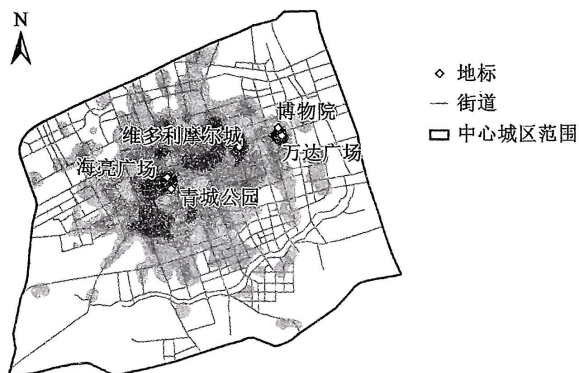 N
博物院
维多利摩尔城
万达广场
海亮广场
青城公园
地标
街道
中心城区范围